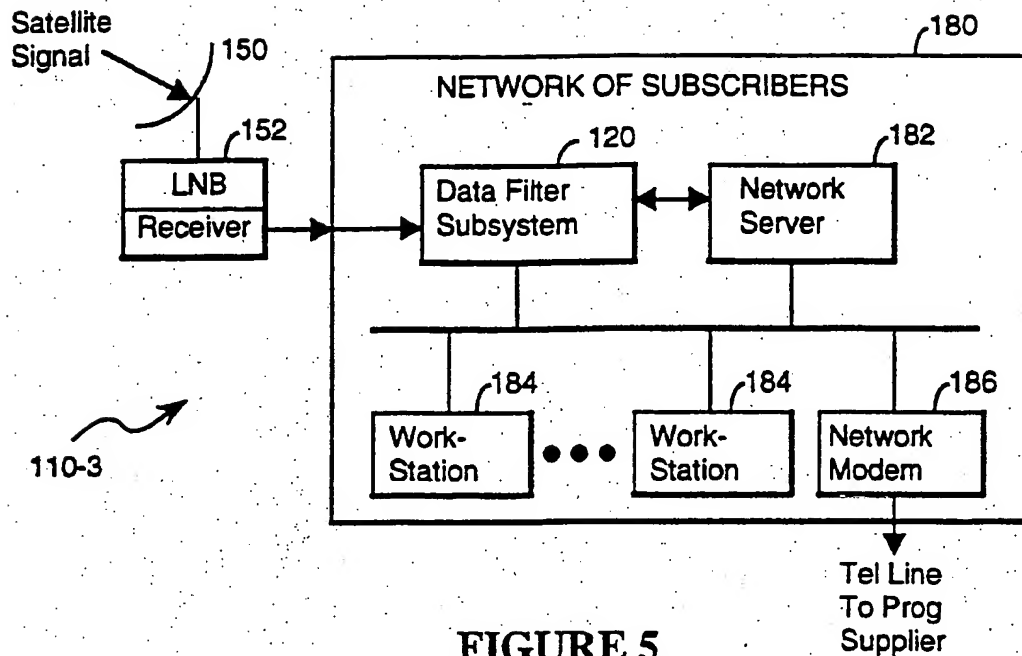 Satellite
Signal
150
180
NETWORK OF SUBSCRIBERS
152
LNB
Receiver
120
Data Filter
Subsystem
182
Network
Server
184
Work-
Station
184
Work-
Station
186
Network
Modem
110-3
Tel Line
To Prog
Supplier
FIGURE 5